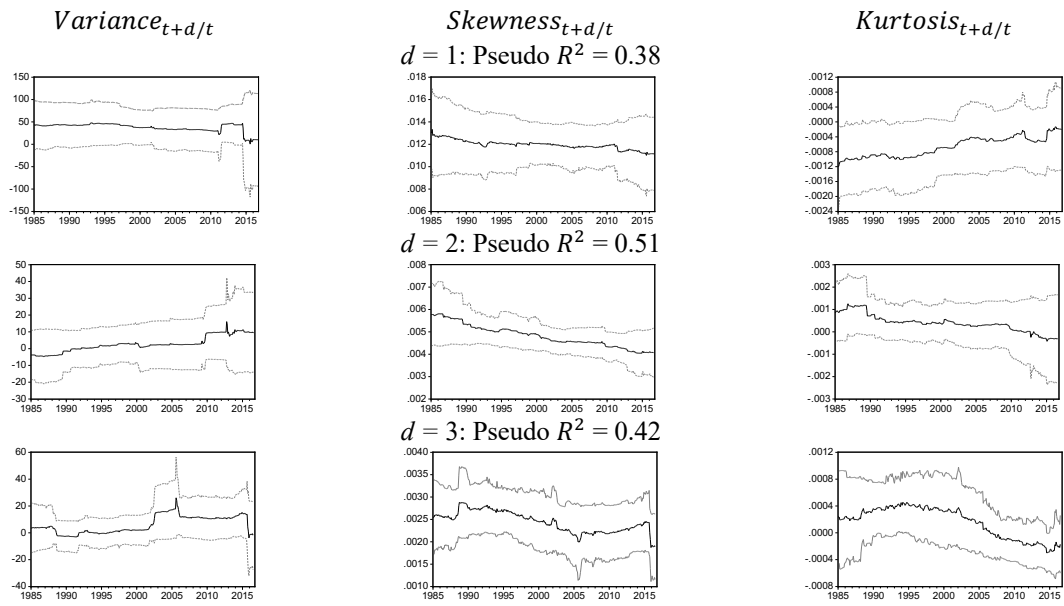 Variance t+d/t Skewness t+d/t Kurtosis t+d/t
d = 1: Pseudo R² = 0.38
150 100 50 0 -50 -100 -150
1985 1990 1995 2000 2005 2010 2015
.018 .016 .014 .012 .010 .008 .006
1985 1990 1995 2000 2005 2010 2015
.0012 .0008 .0004 -.0000 -.0004 -.0008 -.0012 -.0016 -.0020 -.0024
1985 1990 1995 2000 2005 2010 2015
d = 2: Pseudo R² = 0.51
50 40 30 20 10 0 -10 -20 -30
1985 1990 1995 2000 2005 2010 2015
.008 .007 .006 .005 .004 .003 .002
1985 1990 1995 2000 2005 2010 2015
.003 .002 .001 .000 -.001 -.002 -.003
1985 1990 1995 2000 2005 2010 2015
d = 3: Pseudo R² = 0.42
60 40 20 0 -20 -40
1985 1990 1995 2000 2005 2010 2015
.0040 .0035 .0030 .0025 .0020 .0015 .0010
1985 1990 1995 2000 2005 2010 2015
.0012 .0008 .0004 .0000 -.0004 -.0008
1985 1990 1995 2000 2005 2010 2015